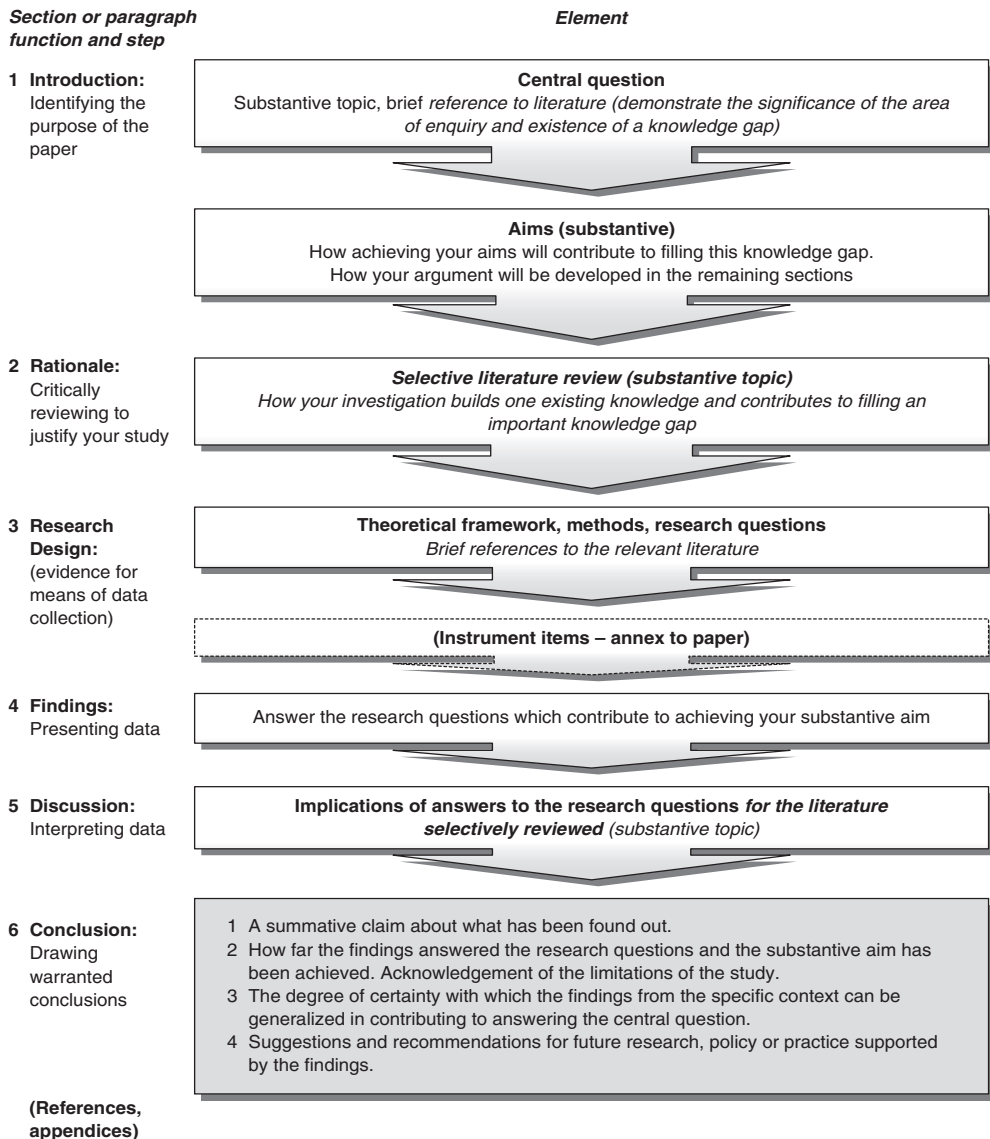 Section or paragraph
function and step
Element
1 Introduction:
Identifying the
purpose of the
paper
Central question
Substantive topic, brief reference to literature (demonstrate the significance of the area
of enquiry and existence of a knowledge gap)
Aims (substantive)
How achieving your aims will contribute to filling this knowledge gap.
How your argument will be developed in the remaining sections
2 Rationale:
Critically
reviewing to
justify your study
Selective literature review (substantive topic)
How your investigation builds one existing knowledge and contributes to filling an
important knowledge gap
3 Research
Design:
(evidence for
means of data
collection)
Theoretical framework, methods, research questions
Brief references to the relevant literature
(Instrument items – annex to paper)
4 Findings:
Presenting data
Answer the research questions which contribute to achieving your substantive aim
5 Discussion:
Interpreting data
Implications of answers to the research questions for the literature
selectively reviewed (substantive topic)
6 Conclusion:
Drawing
warranted
conclusions
1 A summative claim about what has been found out.
2 How far the findings answered the research questions and the substantive aim has
been achieved. Acknowledgement of the limitations of the study.
3 The degree of certainty with which the findings from the specific context can be
generalized in contributing to answering the central question.
4 Suggestions and recommendations for future research, policy or practice supported
by the findings.
(References,
appendices)